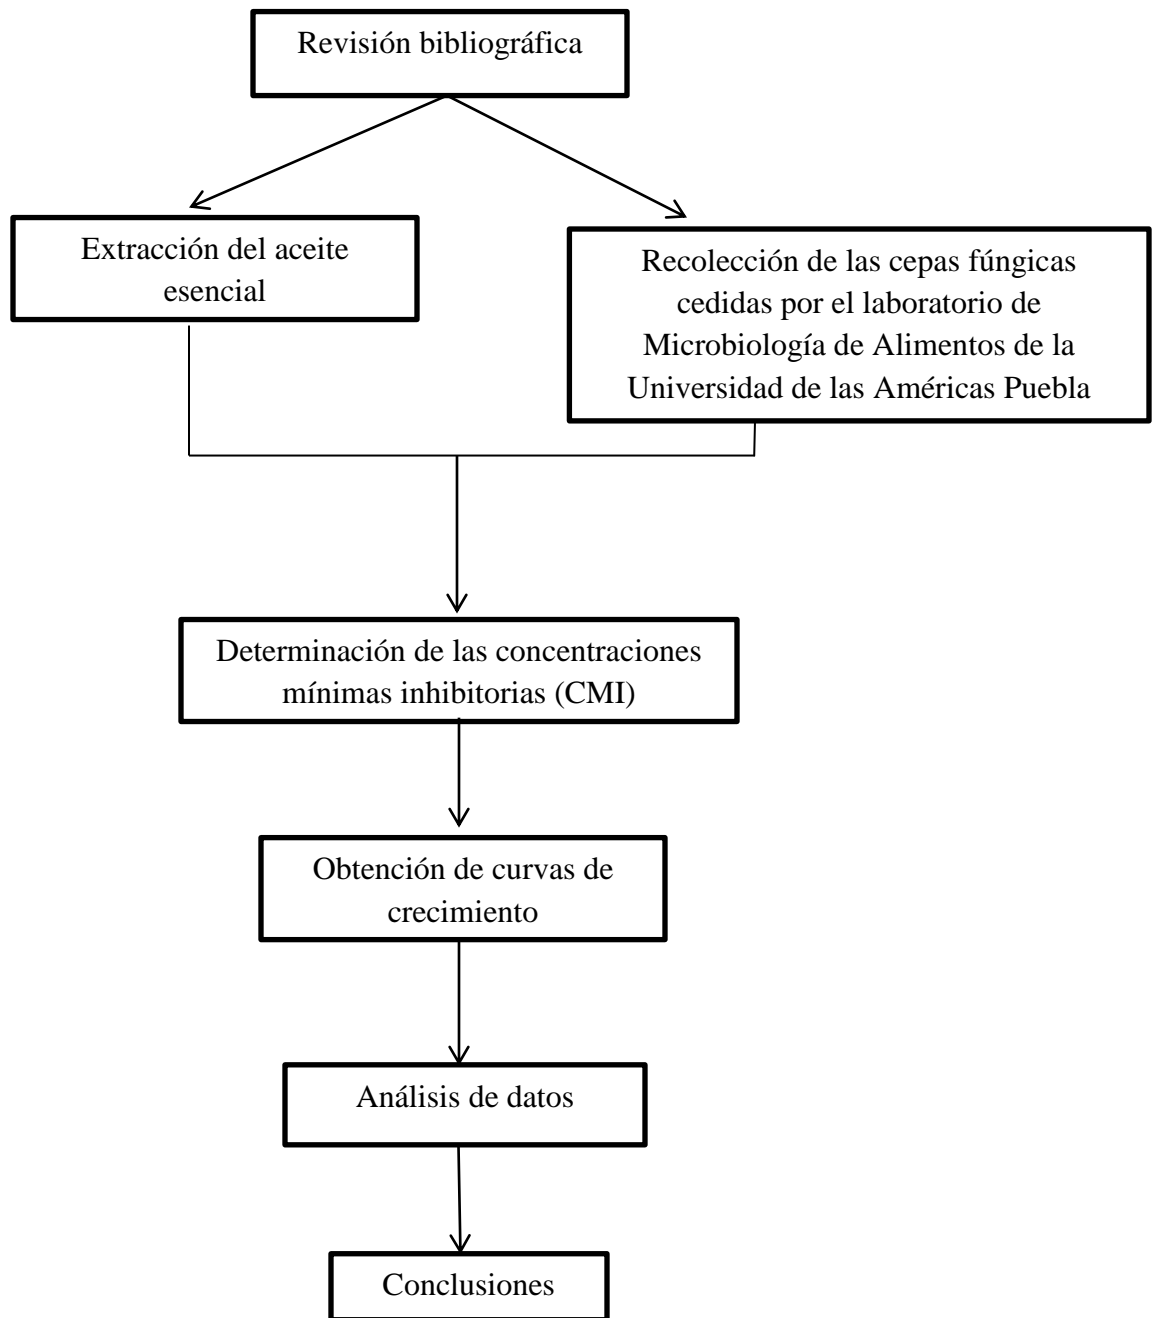 Revisión bibliográfica
Extracción del aceite
esencial
Recolección de las cepas fúngicas
cedidas por el laboratorio de
Microbiología de Alimentos de la
Universidad de las Américas Puebla
Determinación de las concentraciones
mínimas inhibitorias (CMI)
Obtención de curvas de
crecimiento
Análisis de datos
Conclusiones